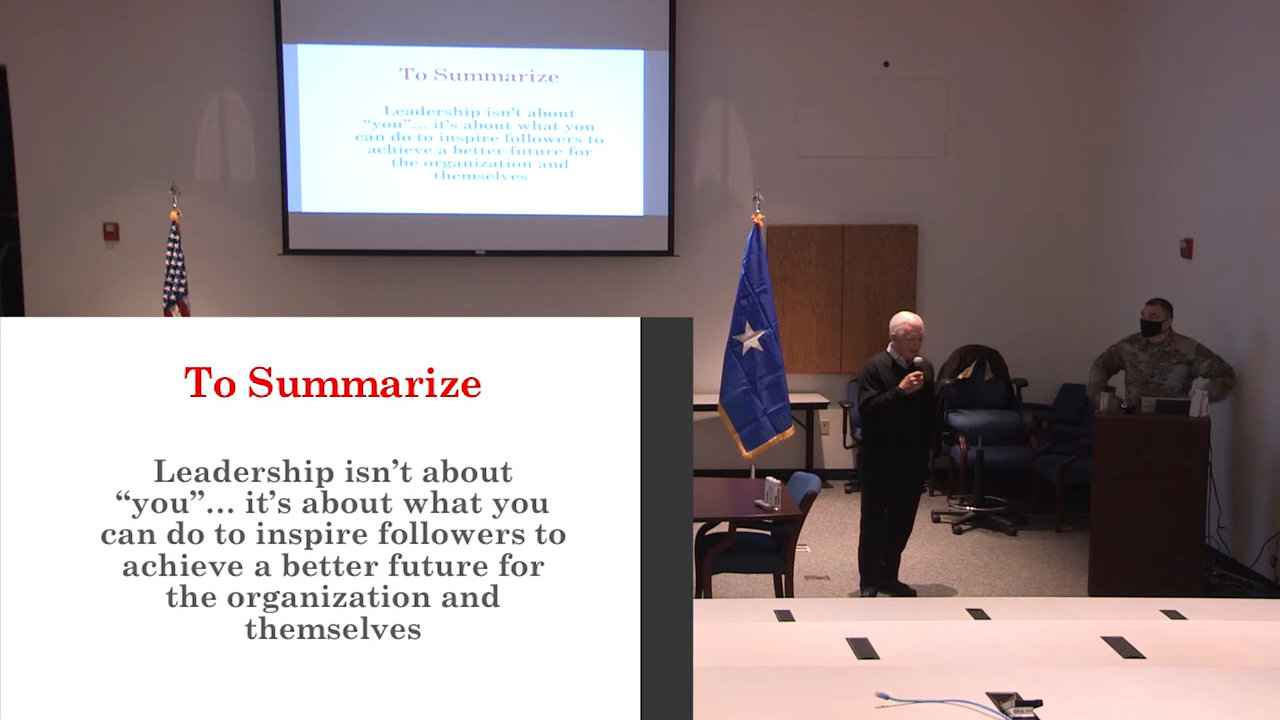 To Summarize
Leadership isn't about
“you”... it's about what you
can do to inspire followers to
achieve a better future for
the organization and
themselves
To Summarize
Leadership isn't about
“you”... it's about what you
can do to inspire followers to
achieve a better future for
the organization and
themselves